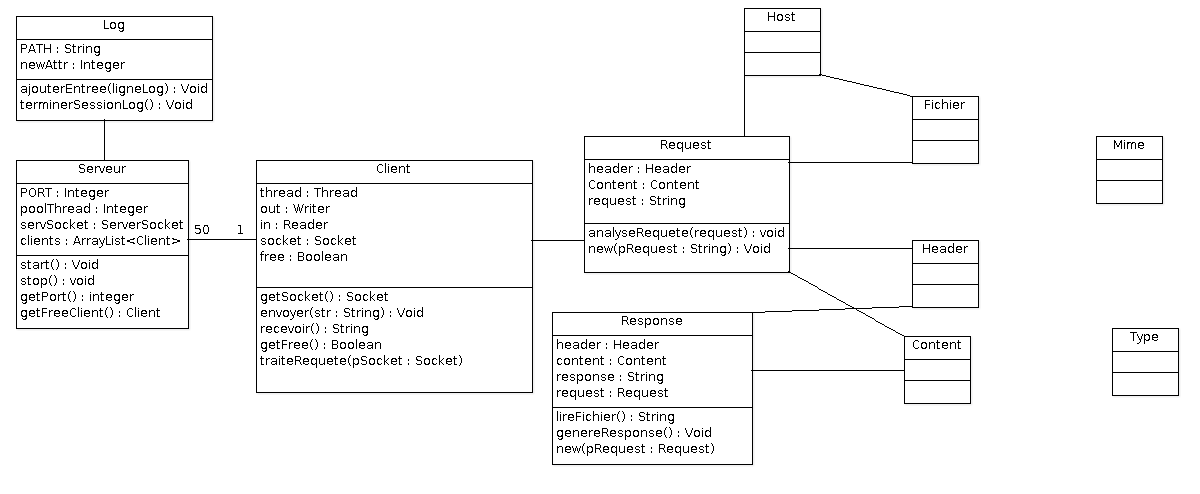 Log
PATH : String
newAttr : Integer
ajouterEntree(ligneLog) : Void
terminerSessionLog() : Void
Serveur
PORT : Integer
poolThread : Integer
servSocket : ServerSocket
clients : ArrayList<Client>
start() : Void
stop() : void
getPort() : integer
getFreeClient() : Client
50 1
Client
thread : Thread
out : Writer
in : Reader
socket : Socket
free : Boolean
getSocket() : Socket
envoyer(str : String) : Void
recevoir() : String
getFree() : Boolean
traiteRequete(pSocket : Socket)
Host
Fichier
Request
header : Header
Content : Content
request : String
analyseRequete(request) : void
new(pRequest : String) : Void
Mime
Header
Response
header : Header
content : Content
response : String
request : Request
lireFichier() : String
genereResponse() : Void
new(pRequest : Request)
Content
Type